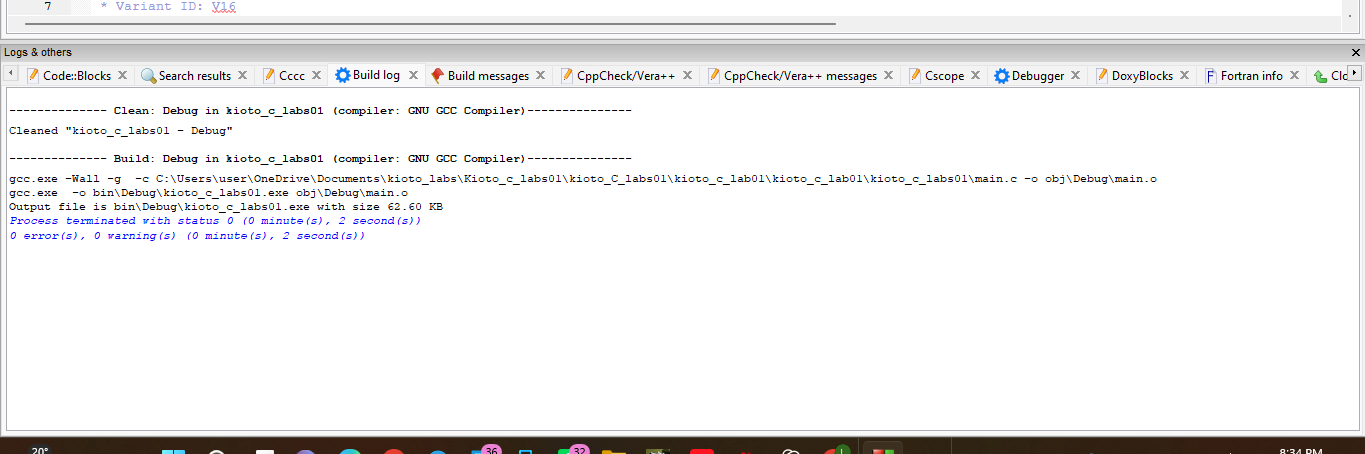 7 * Variant ID: V16
Logs & others
Code::Blocks Search results Cccc Build log Build messages CppCheck/Vera++ CppCheck/Vera++ messages Cscope Debugger DoxyBlocks Fortran info Clo
-------------- Clean: Debug in kioto_c_labs01 (compiler: GNU GCC Compiler)---------------
Cleaned "kioto_c_labs01 - Debug"
-------------- Build: Debug in kioto_c_labs01 (compiler: GNU GCC Compiler)---------------
gcc.exe -Wall -g  -c C:\Users\user\OneDrive\Documents\kioto_labs\Kioto_c_labs01\kioto_C_labs01\kioto_c_lab01\kioto_c_lab01\kioto_c_labs01\main.c -o obj\Debug\main.o
gcc.exe  -o bin\Debug\kioto_c_labs01.exe obj\Debug\main.o
Output file is bin\Debug\kioto_c_labs01.exe with size 62.60 KB
Process terminated with status 0 (0 minute(s), 2 second(s))
0 error(s), 0 warning(s) (0 minute(s), 2 second(s))
20° 36 32 8:34 PM